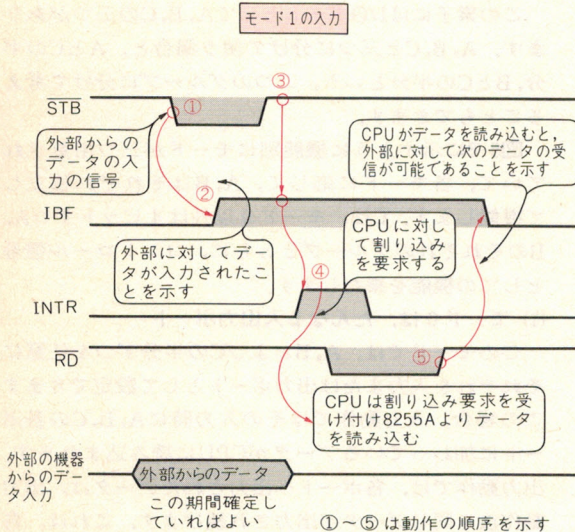 モード1の入力
③
STB
①
外部からの
データの入
力の信号
CPUがデータを読み込むと,
外部に対して次のデータの受
信が可能であることを示す
②
IBF
外部に対してデー
タが入力されたこ
とを示す
CPUに対し
て割り込み
を要求する
④
INTR
RD
⑤
CPUは割り込み要求を受
け付け8255Aよりデータ
を読み込む
外部の機器
からのデー
タ入力
外部からのデータ
この期間確定し
ていればよい
①～⑤は動作の順序を示す